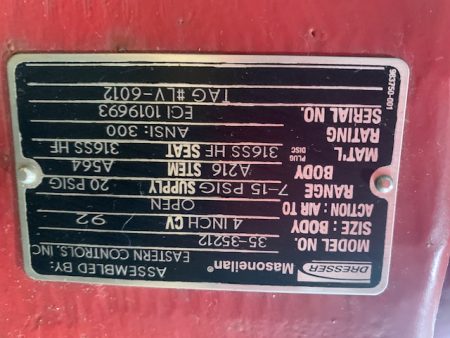 DRESSER Masoneilan® ASSEMBLED BY:
EASTERN CONTROLS, INC
MODEL NO. 35-35212
SIZE: BODY 4 INCH CV 92
ACTION: AIR TO OPEN
RANGE 7-15 PSIG SUPPLY 20 PSIG
BODY A216 STEM A564
MAT'L PLUG DISC 316SS HF SEAT 316SS HF
RATING ANSI: 300
SERIAL NO. ECI 1019693
TAG #LV-6012
983750-001